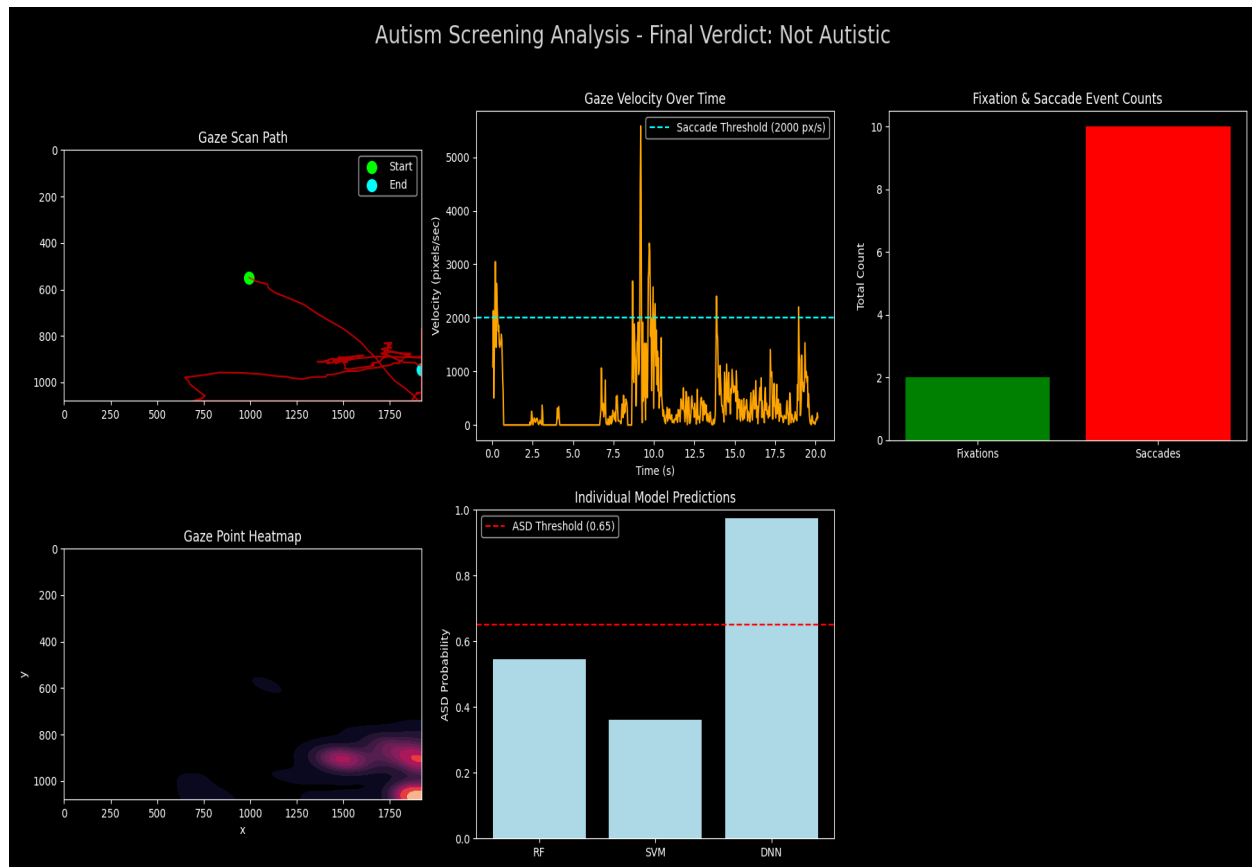 Autism Screening Analysis - Final Verdict: Not Autistic
Gaze Scan Path
Start
End
0
200
400
600
800
1000
0 250 500 750 1000 1250 1500 1750
Gaze Velocity Over Time
Saccade Threshold (2000 px/s)
Velocity (pixels/sec)
5000
4000
3000
2000
1000
0
0.0 2.5 5.0 7.5 10.0 12.5 15.0 17.5 20.0
Time (s)
Fixation & Saccade Event Counts
Total Count
10
8
6
4
2
0
Fixations Saccades
Gaze Point Heatmap
y
0
200
400
600
800
1000
0 250 500 750 1000 1250 1500 1750
x
Individual Model Predictions
ASD Threshold (0.65)
ASD Probability
1.0
0.8
0.6
0.4
0.2
0.0
RF SVM DNN